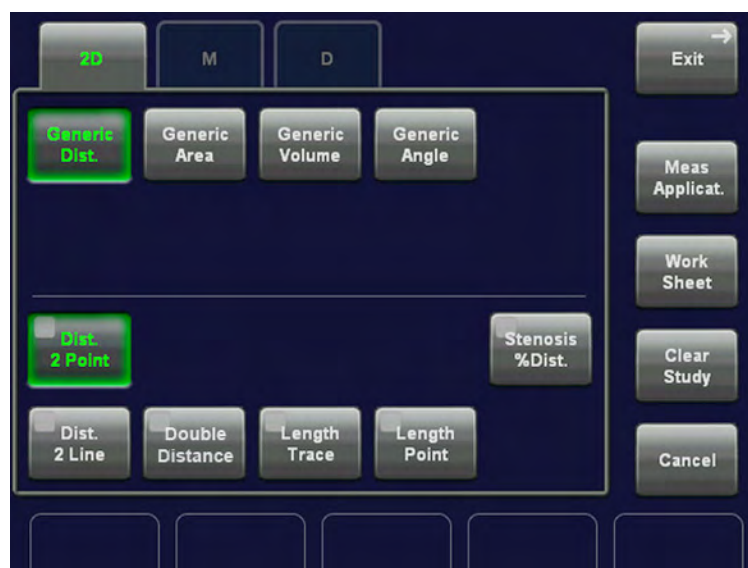 2D
M
D
Exit
Generic
Dist.
Generic
Area
Generic
Volume
Generic
Angle
Meas
Applicat.
Work
Sheet
Dist.
2 Point
Stenosis
%Dist.
Clear
Study
Dist.
2 Line
Double
Distance
Length
Trace
Length
Point
Cancel